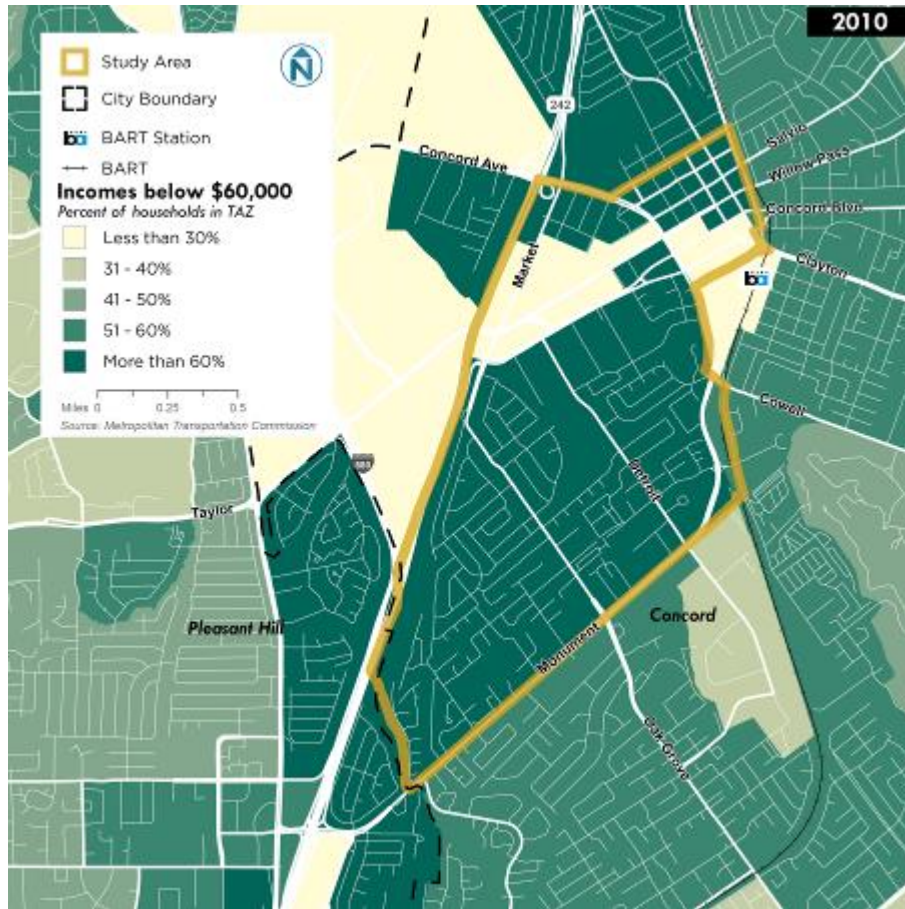 2010
Study Area
N
City Boundary
BART Station
BART
Incomes below $60,000
Percent of households in TAZ
Less than 30%
31 - 40%
41 - 50%
51 - 60%
More than 60%
Miles 0 0.25 0.5
Source: Metropolitan Transportation Commission
242
Concord Ave
Salvio
Willow Pass
Concord Blvd
Clayton
Market
ba
Cowell
Detroit
680
Taylor
Pleasant Hill
Concord
Monument
Oak Grove